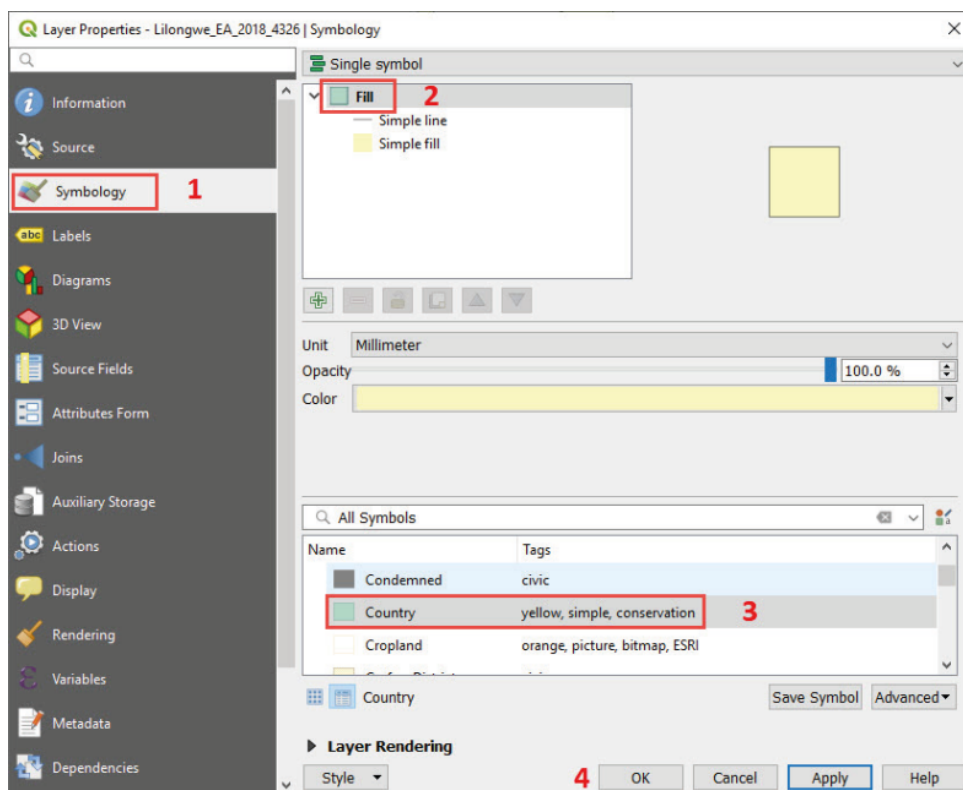 Layer Properties - Lilongwe_EA_2018_4326 | Symbology
Single symbol
Information
Fill
2
Simple line
Source
Simple fill
Symbology
1
abc Labels
Diagrams
3D View
Unit Millimeter
Source Fields
Opacity 100.0 %
Color
Attributes Form
Joins
Auxiliary Storage
All Symbols
Name Tags
Actions
Condemned civic
Display
Country yellow, simple, conservation 3
Rendering
Cropland orange, picture, bitmap, ESRI
Variables
Country
Save Symbol Advanced
Metadata
Layer Rendering
Dependencies
Style
4
OK Cancel Apply Help